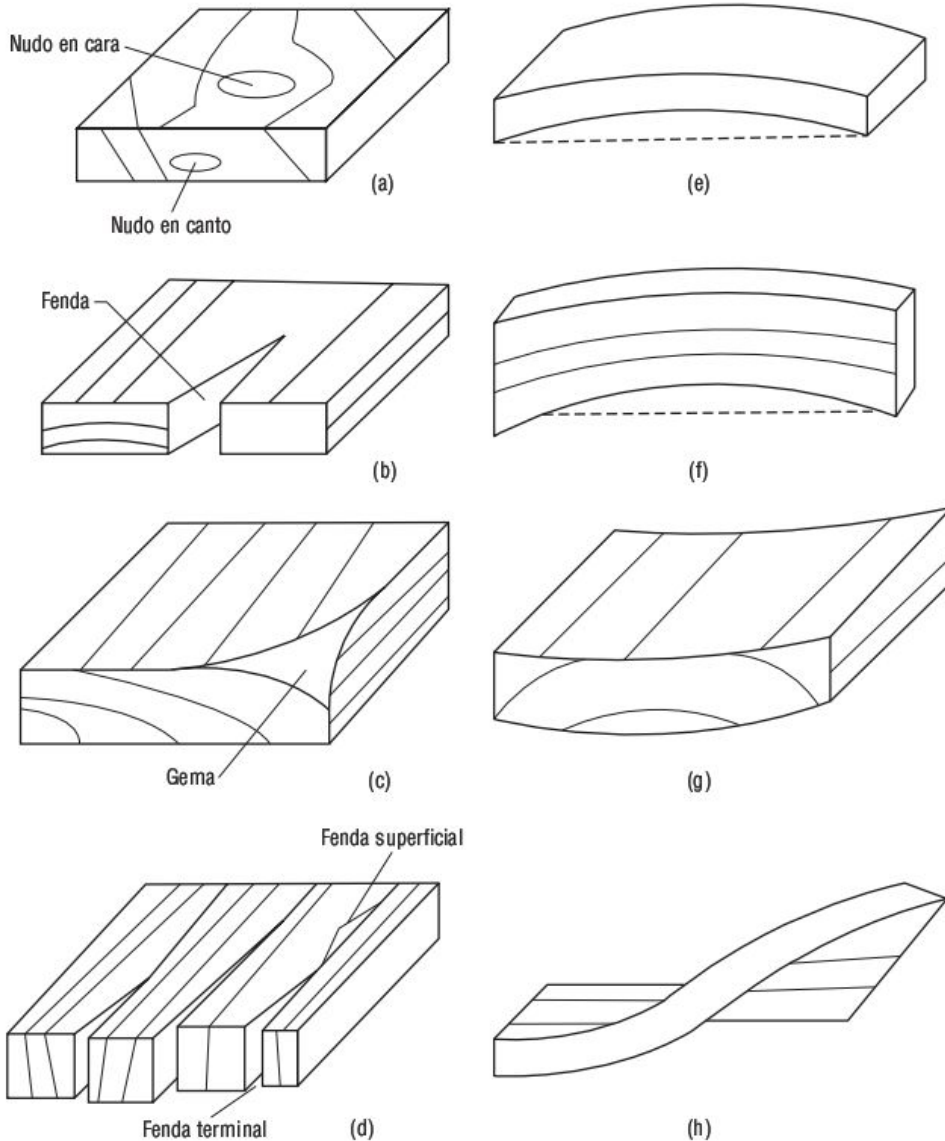 Nudo en cara
(a)
Nudo en canto
(e)
Fenda
(b)
(f)
Gema
(c)
(g)
Fenda superficial
Fenda terminal
(d)
(h)